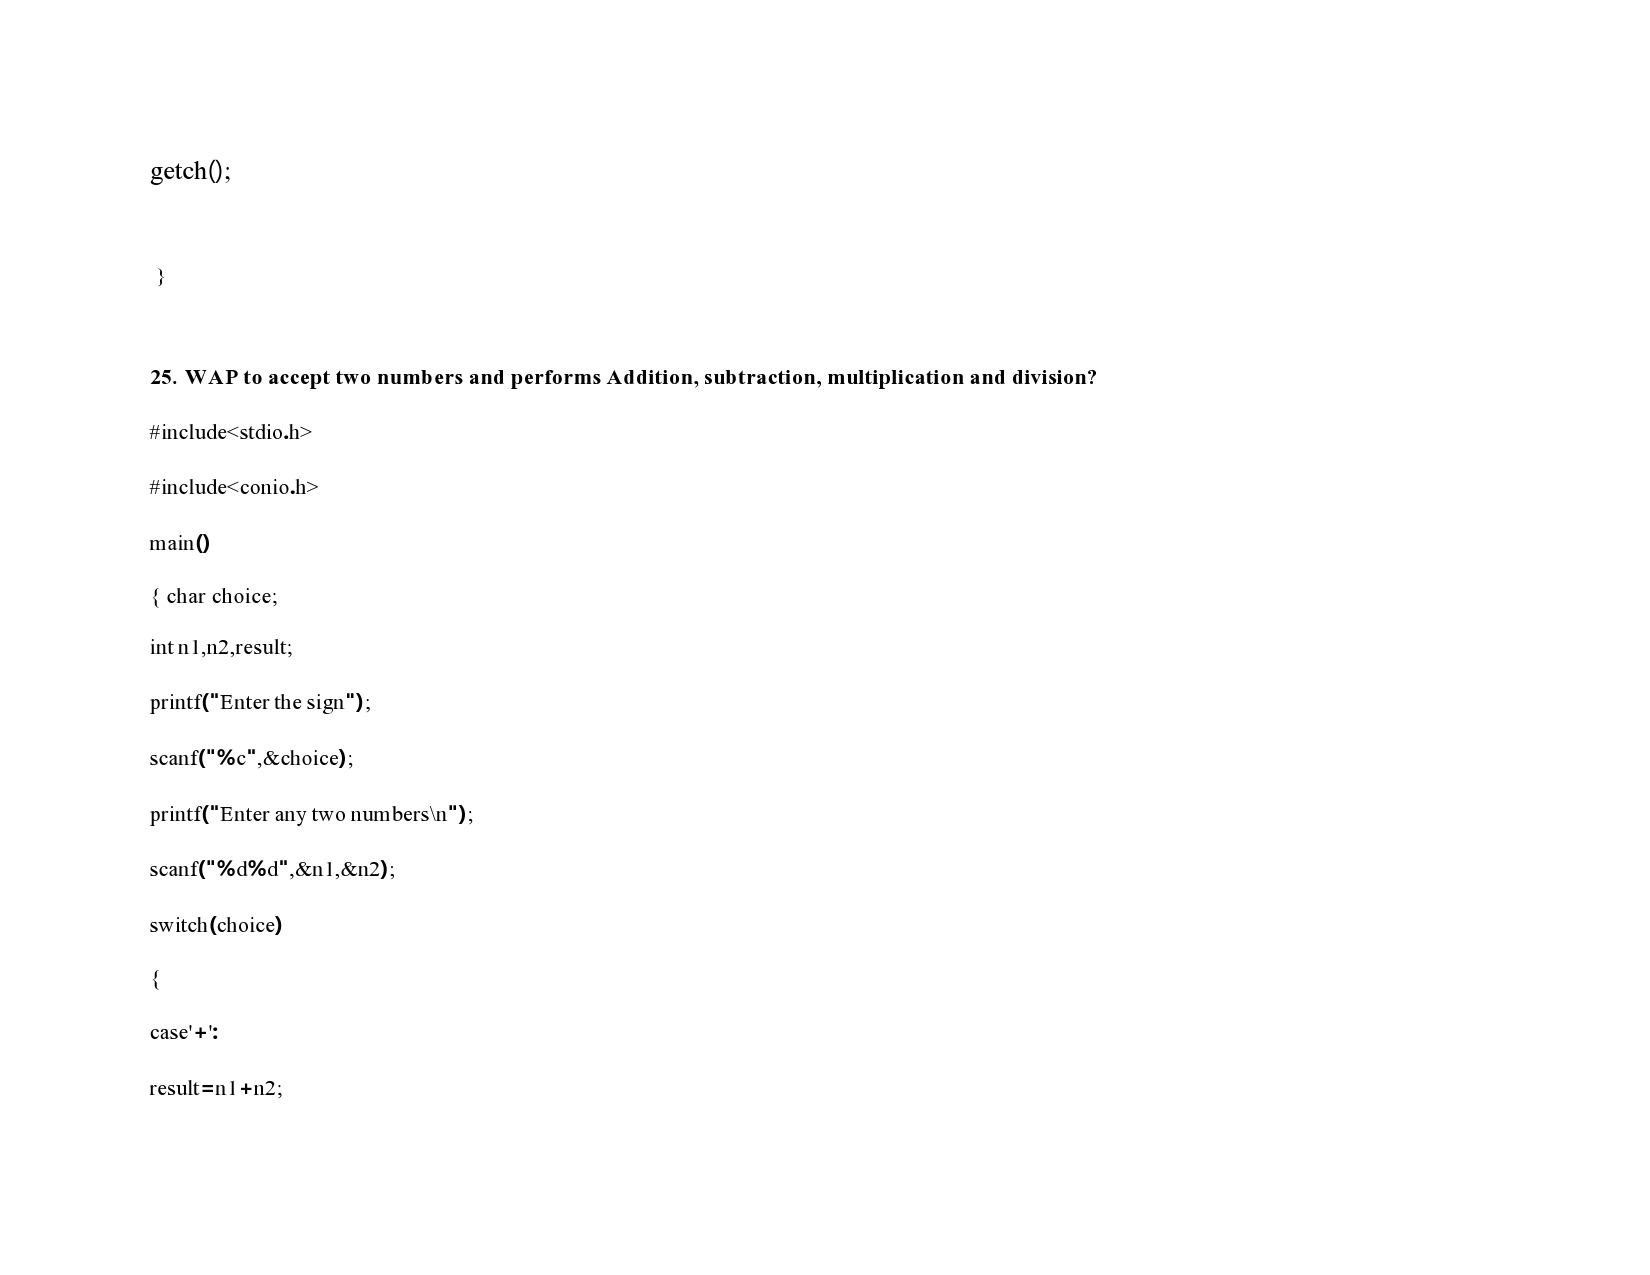 getch();
}
25. WAP to accept two numbers and performs Addition, subtraction, multiplication and division?
#include<stdio.h>
#include<conio.h>
main()
{ char choice;
int n1,n2,result;
printf("Enter the sign");
scanf("%c",&choice);
printf("Enter any two numbers\n");
scanf("%d%d",&n1,&n2);
switch(choice)
{
case'+':
result=n1+n2;